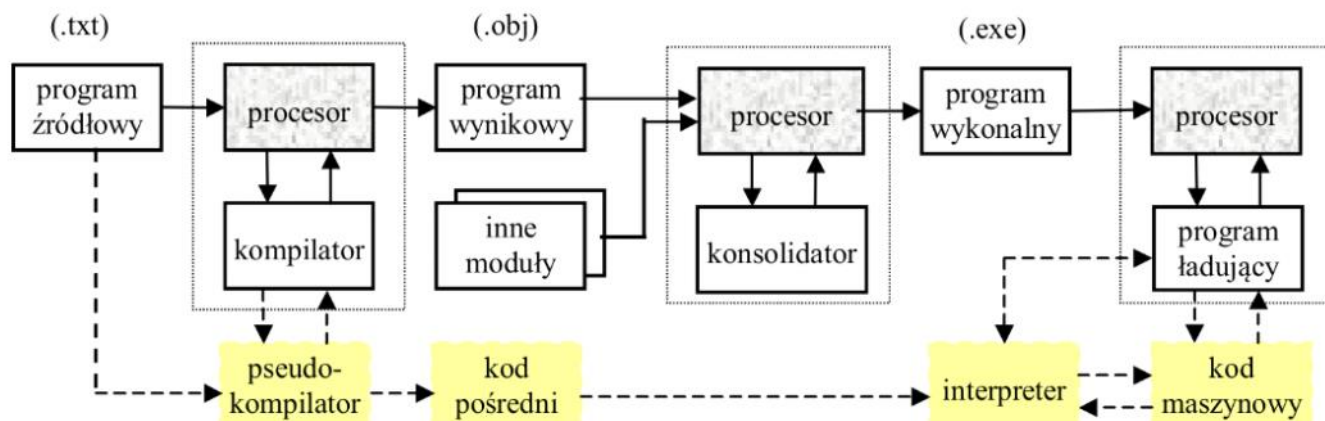 (.txt)
(.obj)
(.exe)
program
źródłowy
procesor
program
wynikowy
procesor
program
wykonalny
procesor
kompilator
inne
moduły
konsolidator
program
ładujący
pseudo-
kompilator
kod
pośredni
interpreter
kod
maszynowy